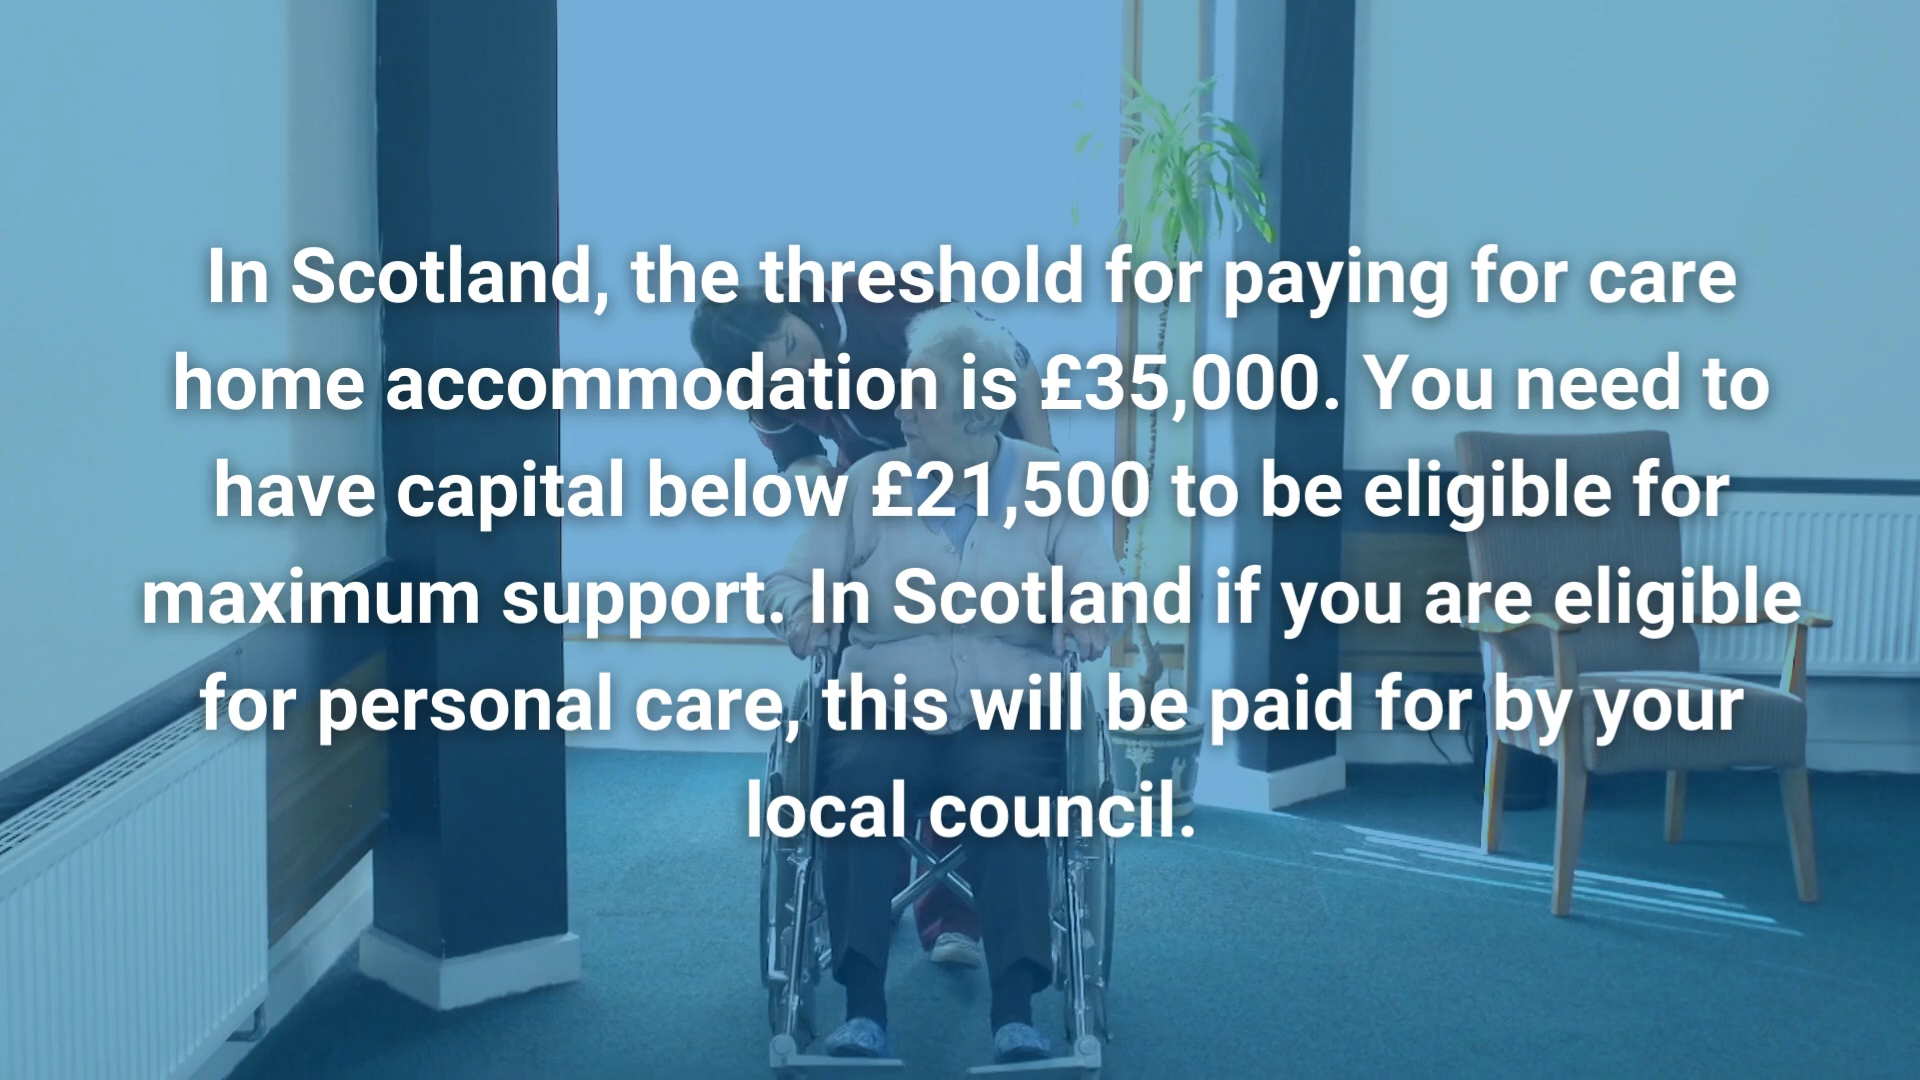 In Scotland, the threshold for paying for care
home accommodation is £35,000. You need to
have capital below £21,500 to be eligible for
maximum support. In Scotland if you are eligible
for personal care, this will be paid for by your
local council.